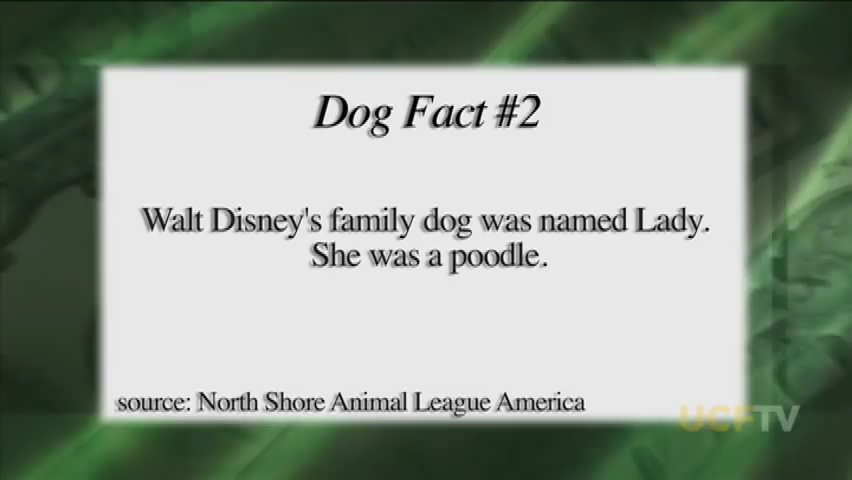 Dog Fact #2
Walt Disney's family dog was named Lady.
She was a poodle.
source: North Shore Animal League America
UCFTV